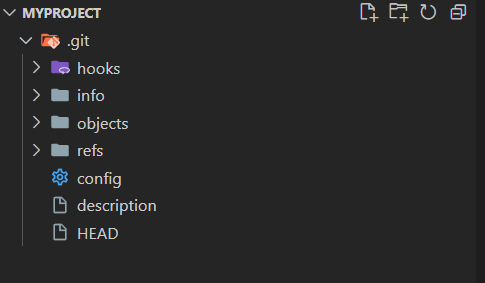 MYPROJECT
.git
hooks
info
objects
refs
config
description
HEAD